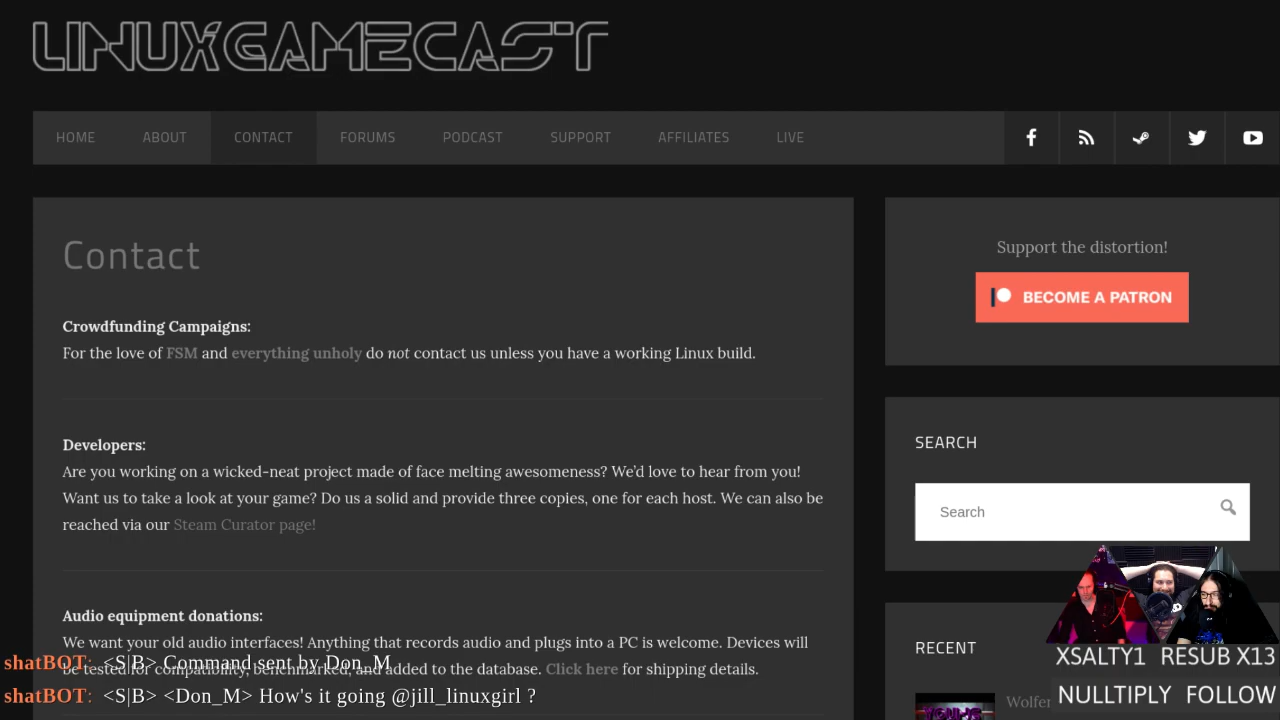 LINUXGAMECAST
HOME ABOUT CONTACT FORUMS PODCAST SUPPORT AFFILIATES LIVE
Contact
Crowdfunding Campaigns:
For the love of FSM and everything unholy do not contact us unless you have a working Linux build.
Developers:
Are you working on a wicked-neat project made of face melting awesomeness? We'd love to hear from you!
Want us to take a look at your game? Do us a solid and provide three copies, one for each host. We can also be
reached via our Steam Curator page!
Audio equipment donations:
We want your old audio interfaces! Anything that records audio and plugs into a PC is welcome. Devices will
be tested for compatibility, benchmarked, and added to the database. Click here for shipping details.
shatBOT: <S|B> Command sent by Don_M
shatBOT: <S|B> <Don_M> How's it going @jill_linuxgirl ?
Support the distortion!
BECOME A PATRON
SEARCH
Search
RECENT
XSALTY1 RESUB X13
NULLTIPLY FOLLOW